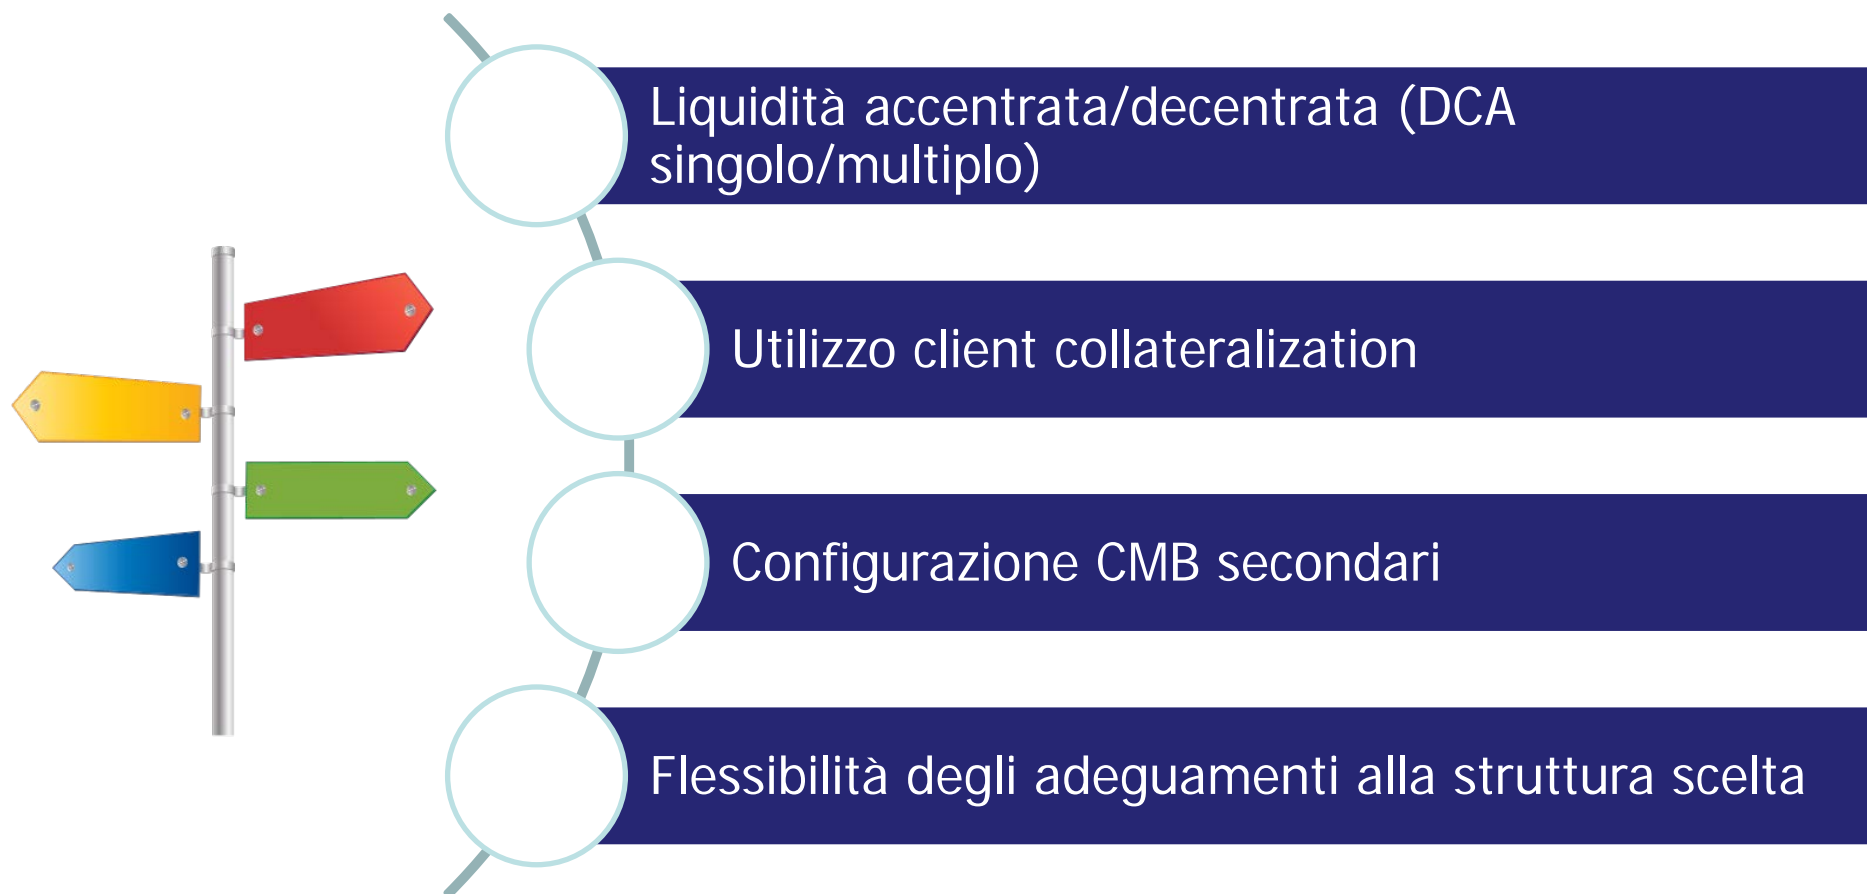 Liquidità accentrata/decentrata (DCA
singolo/multiplo)
Utilizzo client collateralization
Configurazione CMB secondari
Flessibilità degli adeguamenti alla struttura scelta